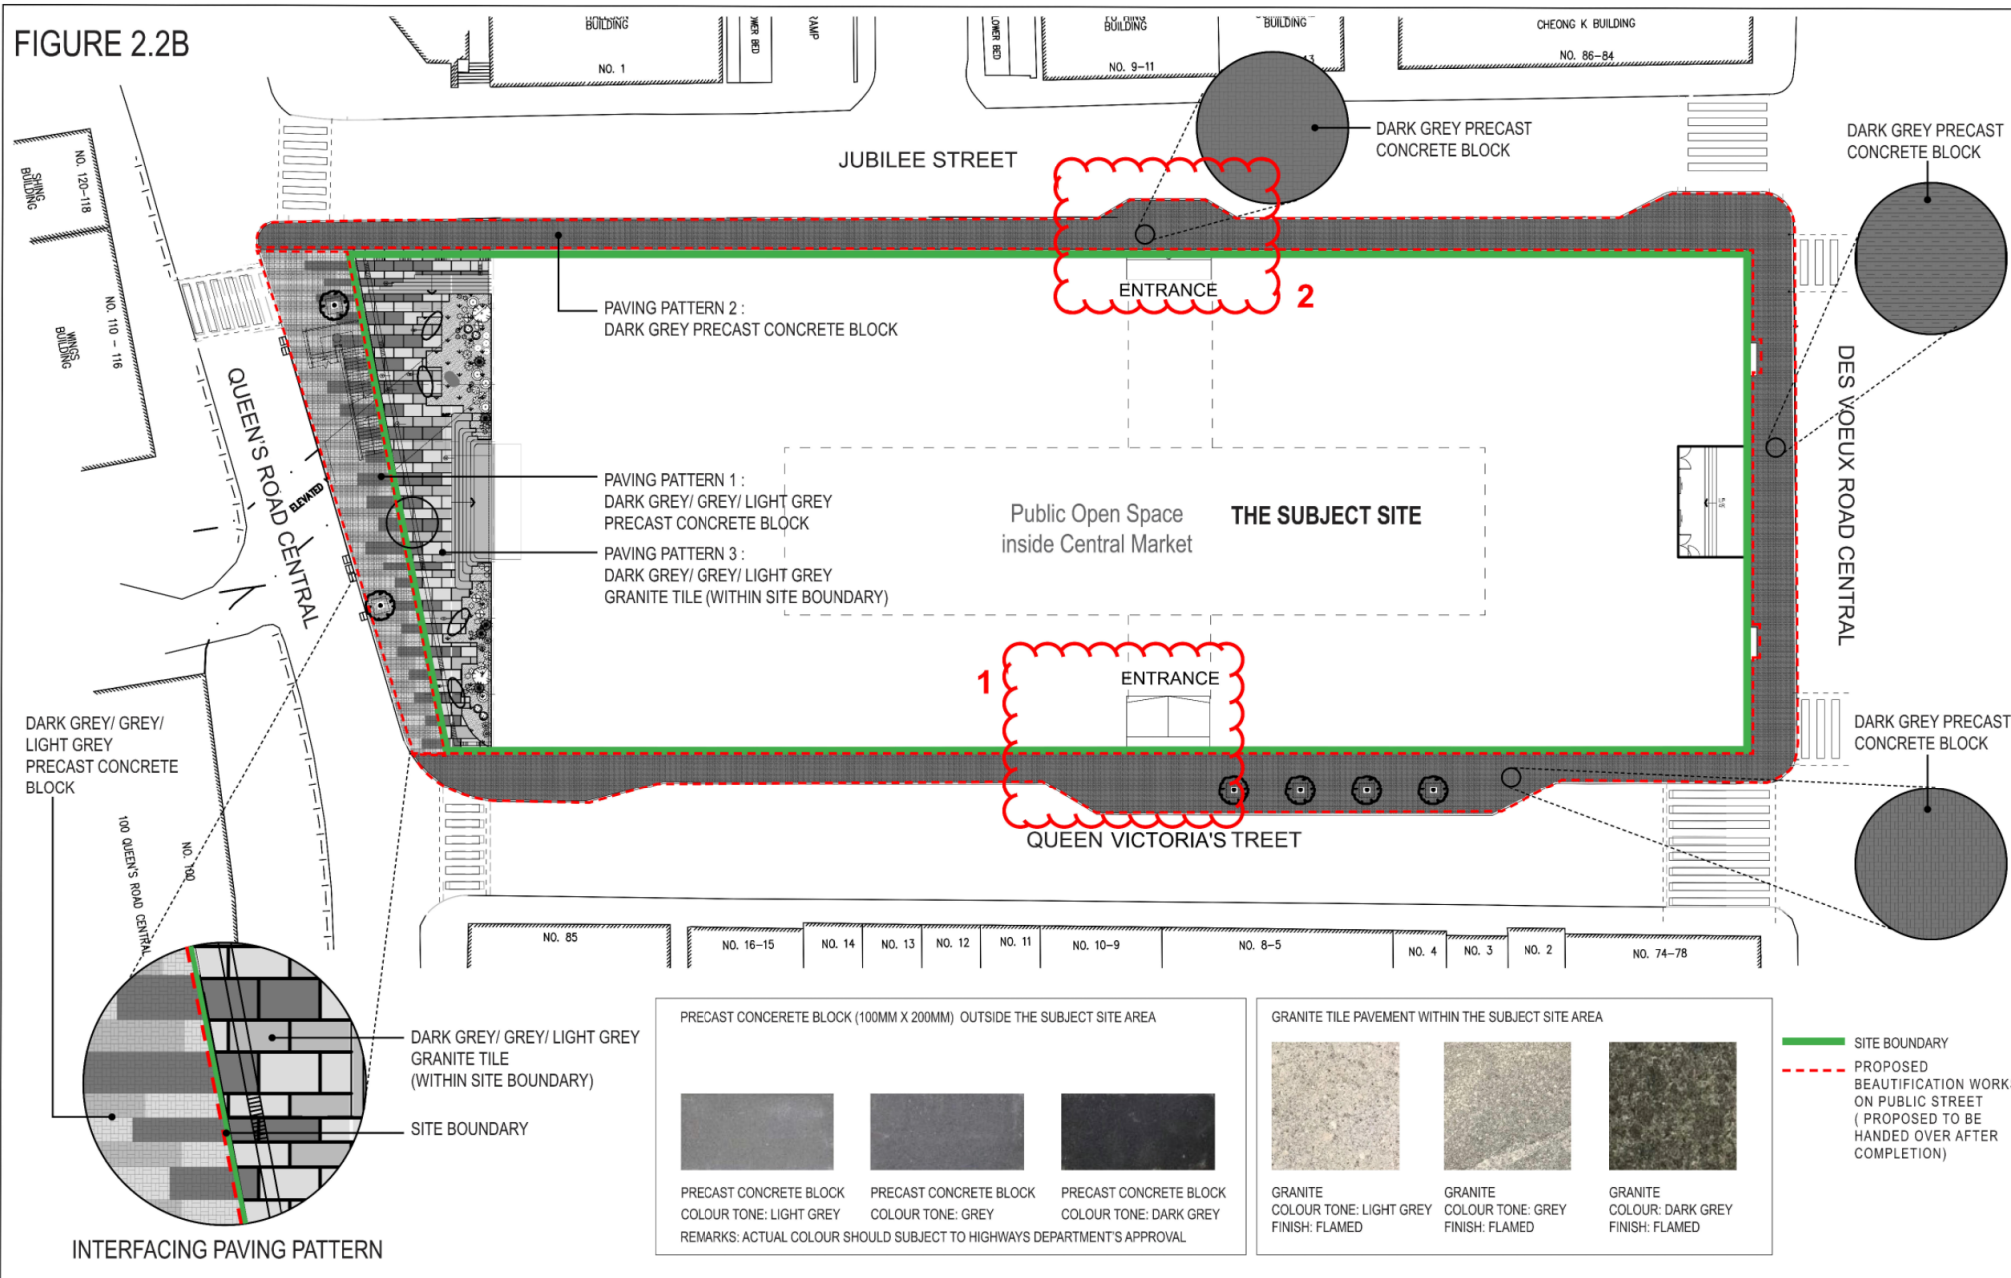 FIGURE 2.2B
BUILDING
NO. 1
BUILDING
NO. 9-11
BUILDING
CHEONG K BUILDING
NO. 86-84
JUBILEE STREET
DARK GREY PRECAST
CONCRETE BLOCK
DARK GREY PRECAST
CONCRETE BLOCK
NO. 120-118
SHING
BUILDING
NO. 110 - 116
WINGS
BUILDING
ENTRANCE
2
PAVING PATTERN 2 :
DARK GREY PRECAST CONCRETE BLOCK
QUEEN'S ROAD CENTRAL
ELEVATED
DES VOEUX ROAD CENTRAL
PAVING PATTERN 1 :
DARK GREY/ GREY/ LIGHT GREY
PRECAST CONCRETE BLOCK
PAVING PATTERN 3 :
DARK GREY/ GREY/ LIGHT GREY
GRANITE TILE (WITHIN SITE BOUNDARY)
Public Open Space
inside Central Market
THE SUBJECT SITE
1
ENTRANCE
DARK GREY/ GREY/
LIGHT GREY
PRECAST CONCRETE
BLOCK
DARK GREY PRECAST
CONCRETE BLOCK
QUEEN VICTORIA'S TREET
NO. 100
100 QUEEN'S ROAD CENTRAL
NO. 85
NO. 16-15
NO. 14
NO. 13
NO. 12
NO. 11
NO. 10-9
NO. 8-5
NO. 4
NO. 3
NO. 2
NO. 74-78
DARK GREY/ GREY/ LIGHT GREY
GRANITE TILE
(WITHIN SITE BOUNDARY)
SITE BOUNDARY
INTERFACING PAVING PATTERN
PRECAST CONCERETE BLOCK (100MM X 200MM) OUTSIDE THE SUBJECT SITE AREA
PRECAST CONCRETE BLOCK
COLOUR TONE: LIGHT GREY
PRECAST CONCRETE BLOCK
COLOUR TONE: GREY
PRECAST CONCRETE BLOCK
COLOUR TONE: DARK GREY
REMARKS: ACTUAL COLOUR SHOULD SUBJECT TO HIGHWAYS DEPARTMENT'S APPROVAL
GRANITE TILE PAVEMENT WITHIN THE SUBJECT SITE AREA
GRANITE
COLOUR TONE: LIGHT GREY
FINISH: FLAMED
GRANITE
COLOUR TONE: GREY
FINISH: FLAMED
GRANITE
COLOUR: DARK GREY
FINISH: FLAMED
SITE BOUNDARY
PROPOSED
BEAUTIFICATION WORK
ON PUBLIC STREET
( PROPOSED TO BE
HANDED OVER AFTER
COMPLETION)